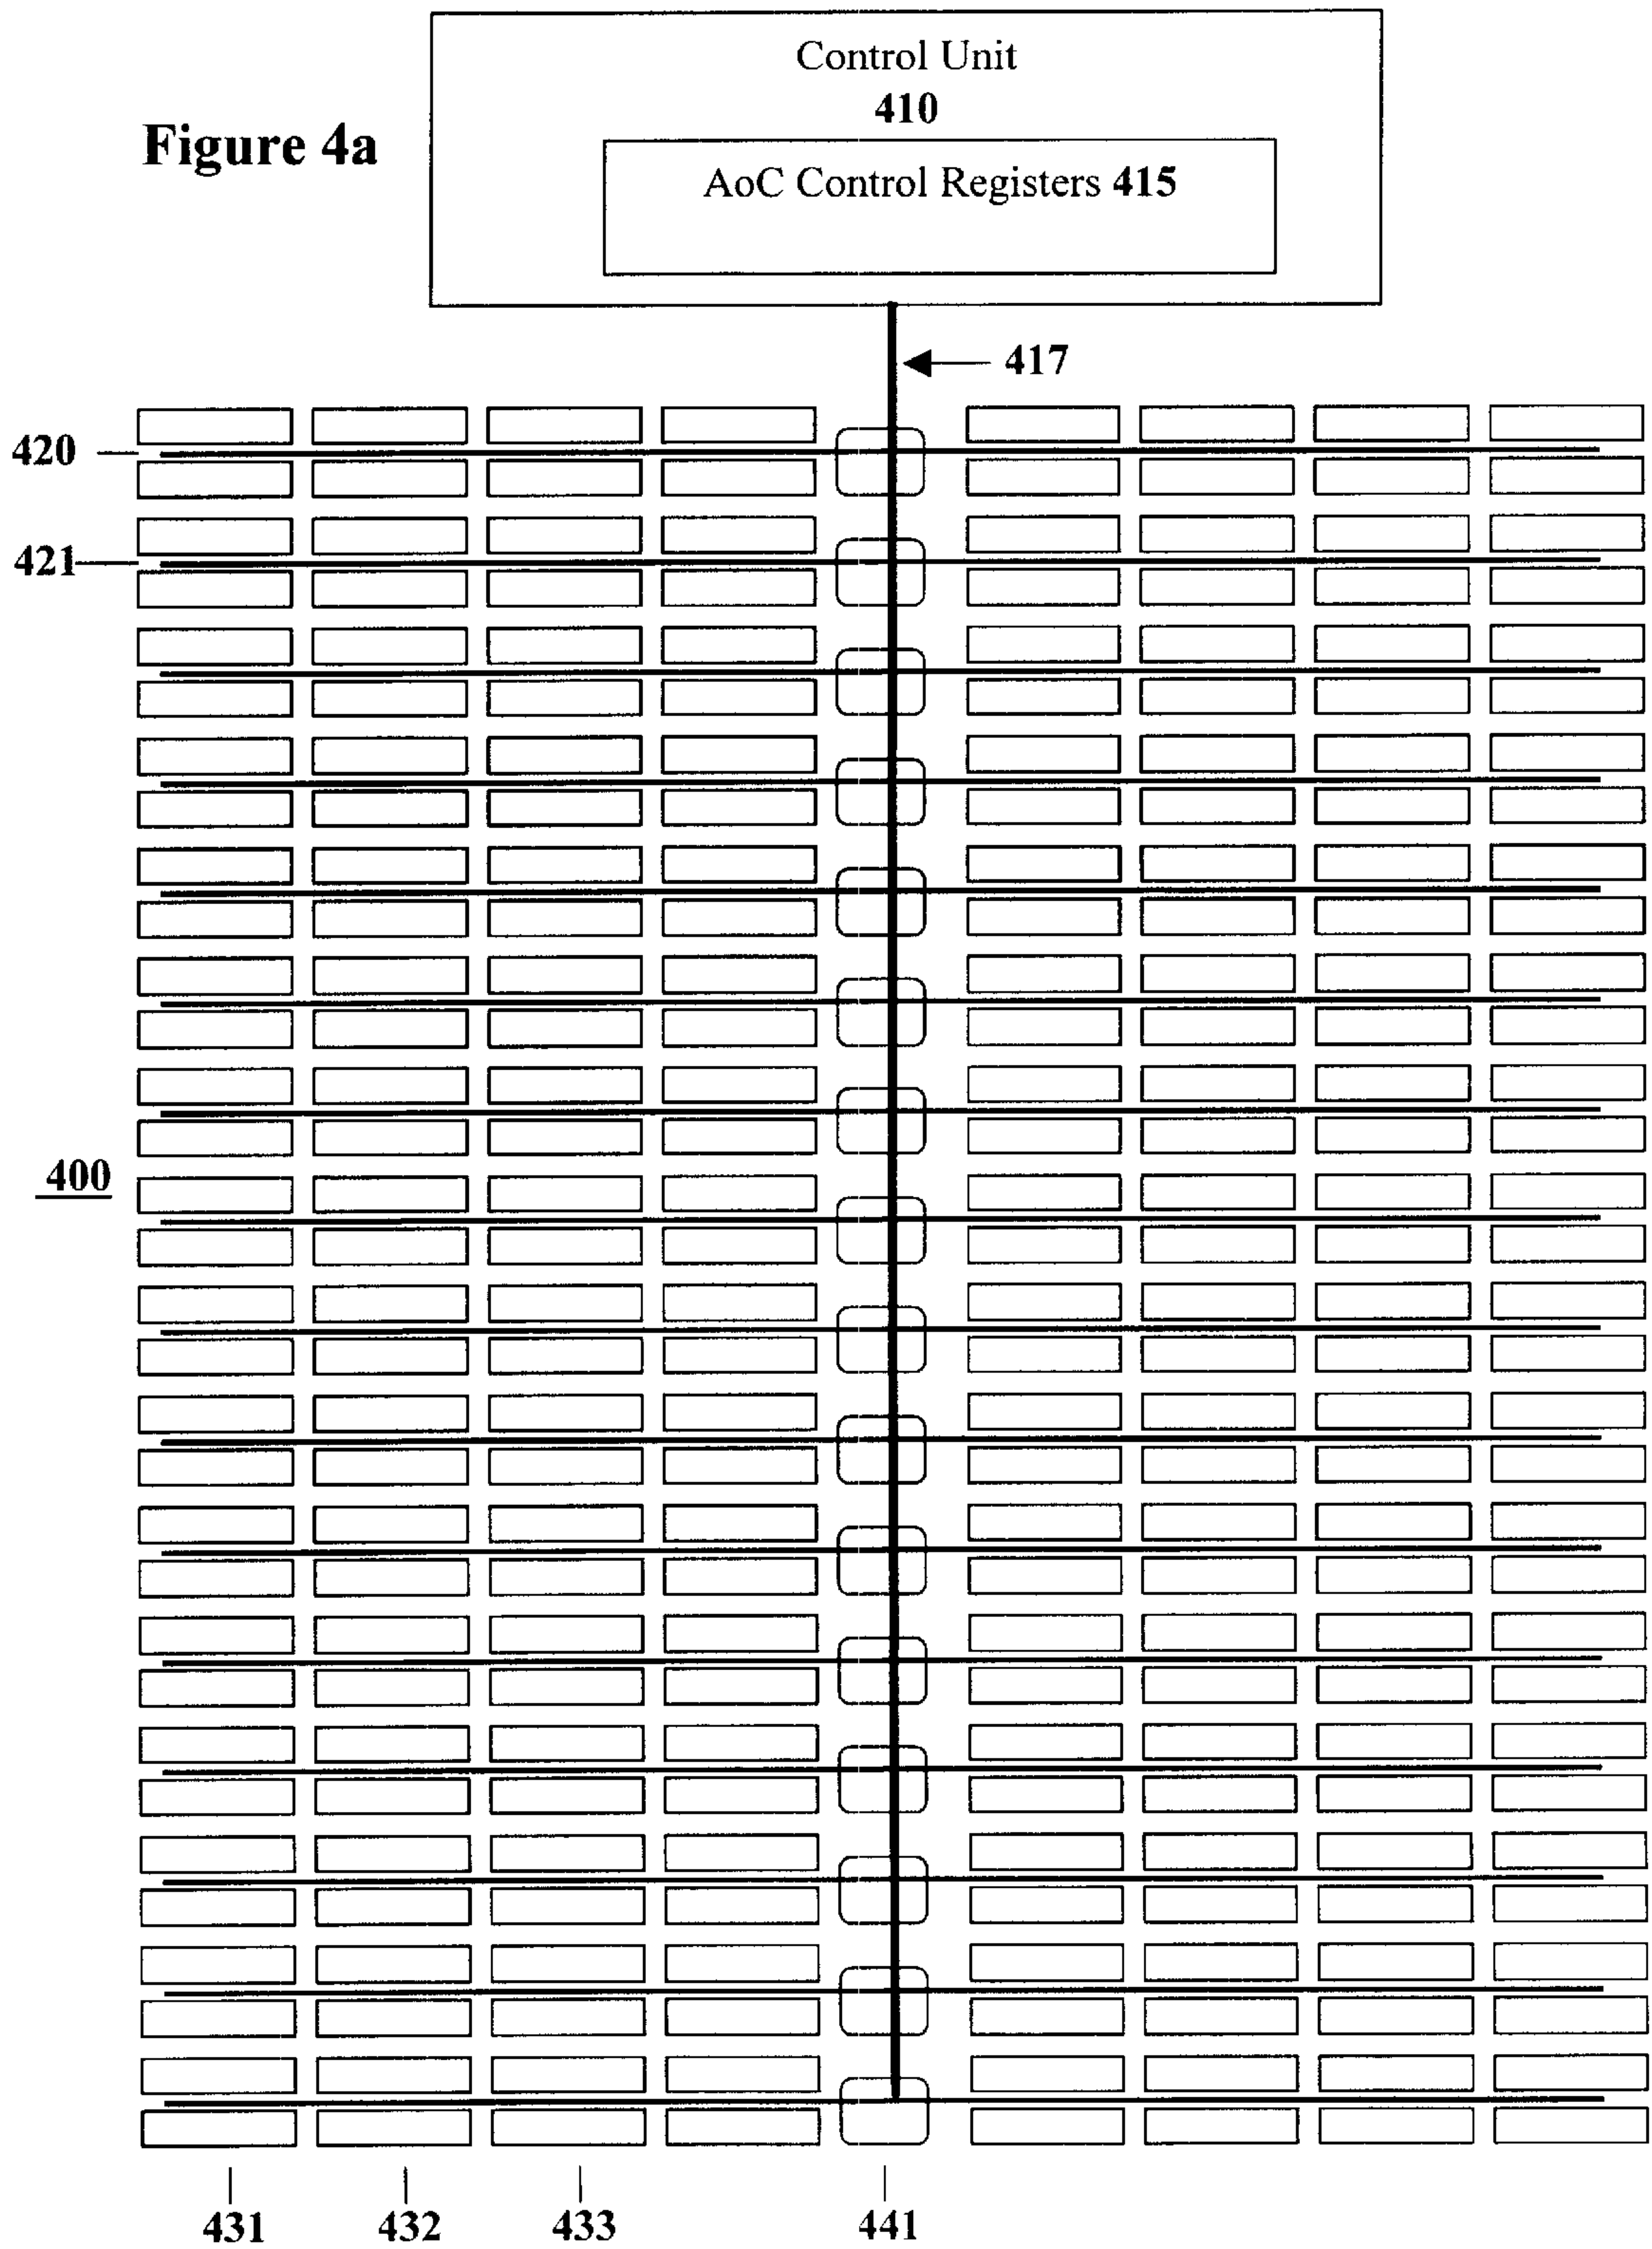 Control Unit
410
Figure 4a
AoC Control Registers 415
417
420
421
400
431 432 433 441